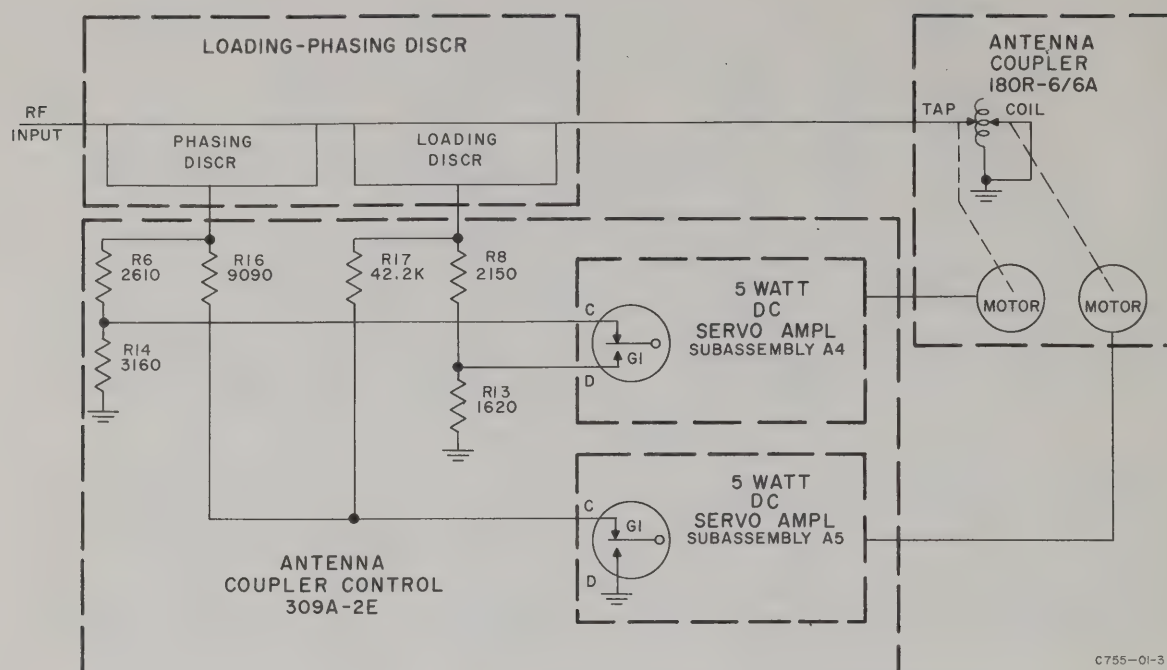 LOADING-PHASING DISCR
RF
INPUT
PHASING
DISCR
LOADING
DISCR
ANTENNA
COUPLER
180R-6/6A
TAP
COIL
MOTOR
MOTOR
R6
2610
R16
9090
R17
42.2K
R8
2150
R14
3160
R13
1620
C
G1
D
5 WATT
DC
SERVO AMPL
SUBASSEMBLY A4
C
G1
D
5 WATT
DC
SERVO AMPL
SUBASSEMBLY A5
ANTENNA
COUPLER CONTROL
309A-2E
C755-01-3